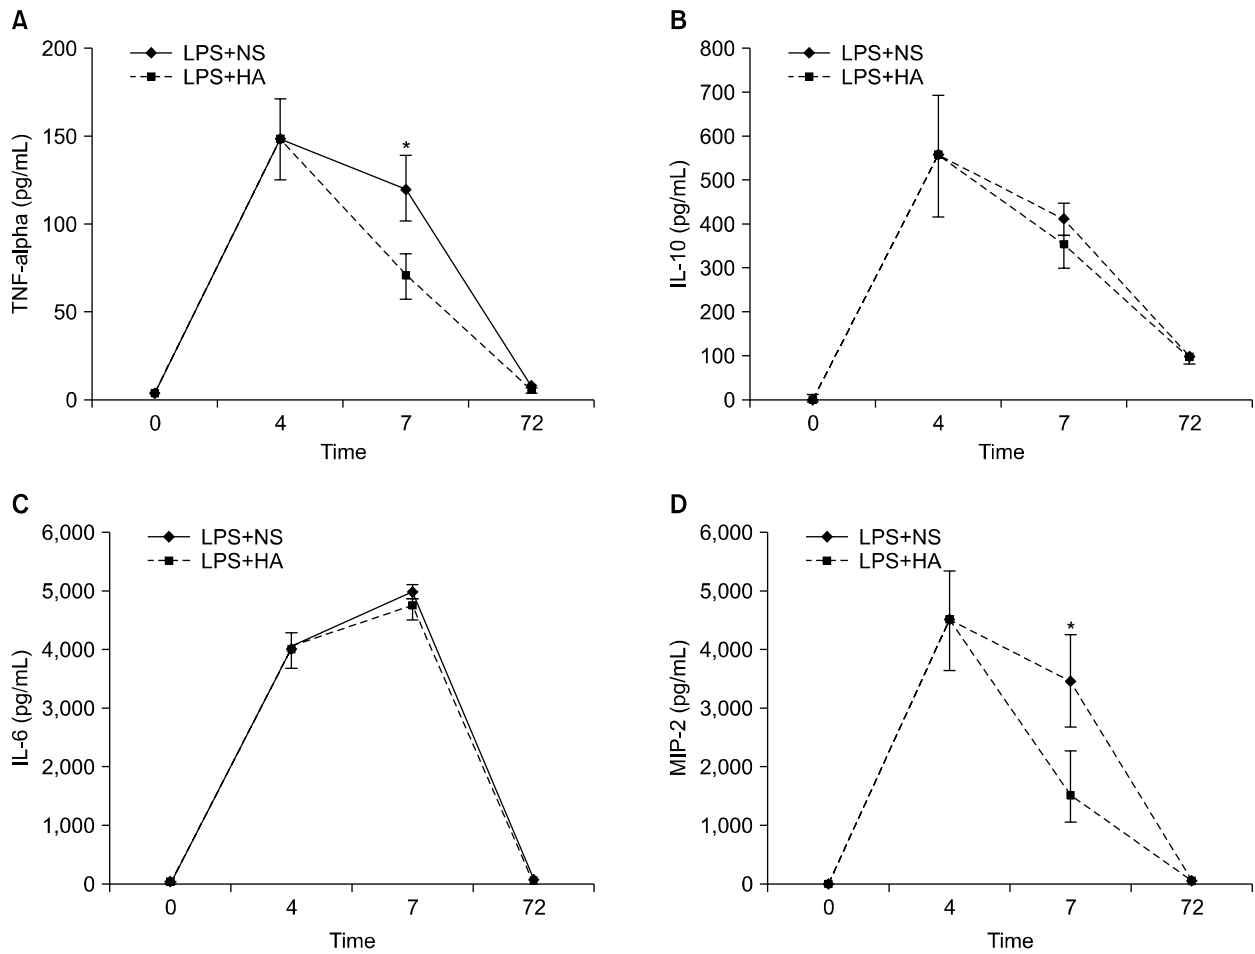 A
LPS+NS
LPS+HA
TNF-alpha (pg/mL)
200
150
100
50
0
*
0 4 7 72
Time
B
LPS+NS
LPS+HA
IL-10 (pg/mL)
800
700
600
500
400
300
200
100
0
0 4 7 72
Time
C
LPS+NS
LPS+HA
IL-6 (pg/mL)
6,000
5,000
4,000
3,000
2,000
1,000
0
0 4 7 72
Time
D
LPS+NS
LPS+HA
MIP-2 (pg/mL)
6,000
5,000
4,000
3,000
2,000
1,000
0
*
0 4 7 72
Time